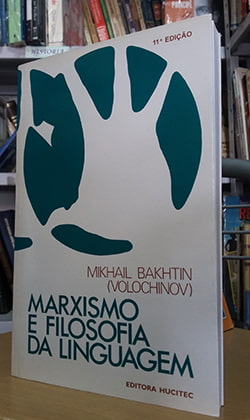 11ª EDIÇÃO
MIKHAIL BAKHTIN
(VOLOCHINOV)
MARXISMO
E FILOSOFIA
DA LINGUAGEM
EDITORA HUCITEC